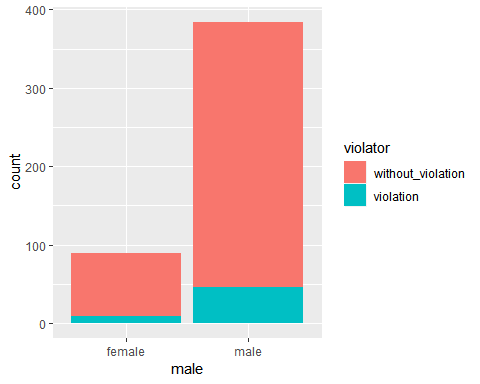 400
300
200
100
0
count
female male
male
violator
without_violation
violation